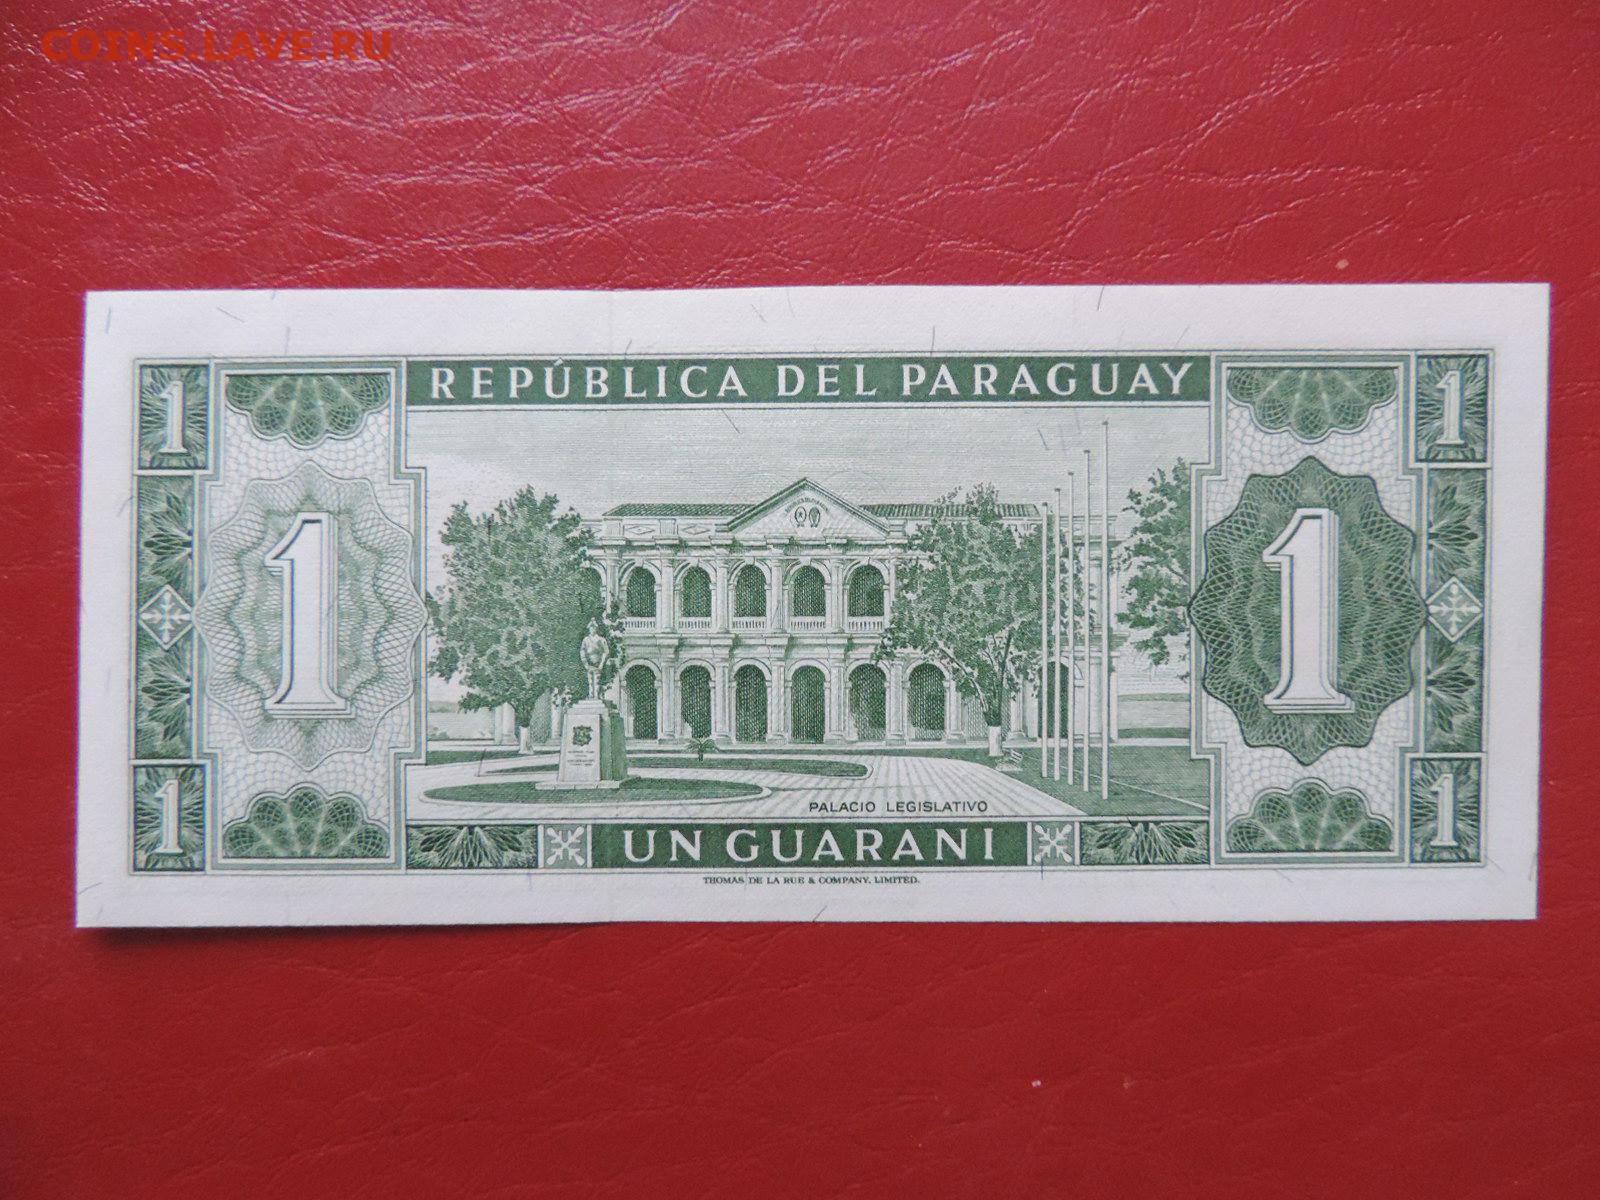 COINS.LAVE.RU
1 REPÚBLICA DEL PARAGUAY 1
1 1
PALACIO LEGISLATIVO
1 UN GUARANI 1
THOMAS DE LA RUE & COMPANY, LIMITED.